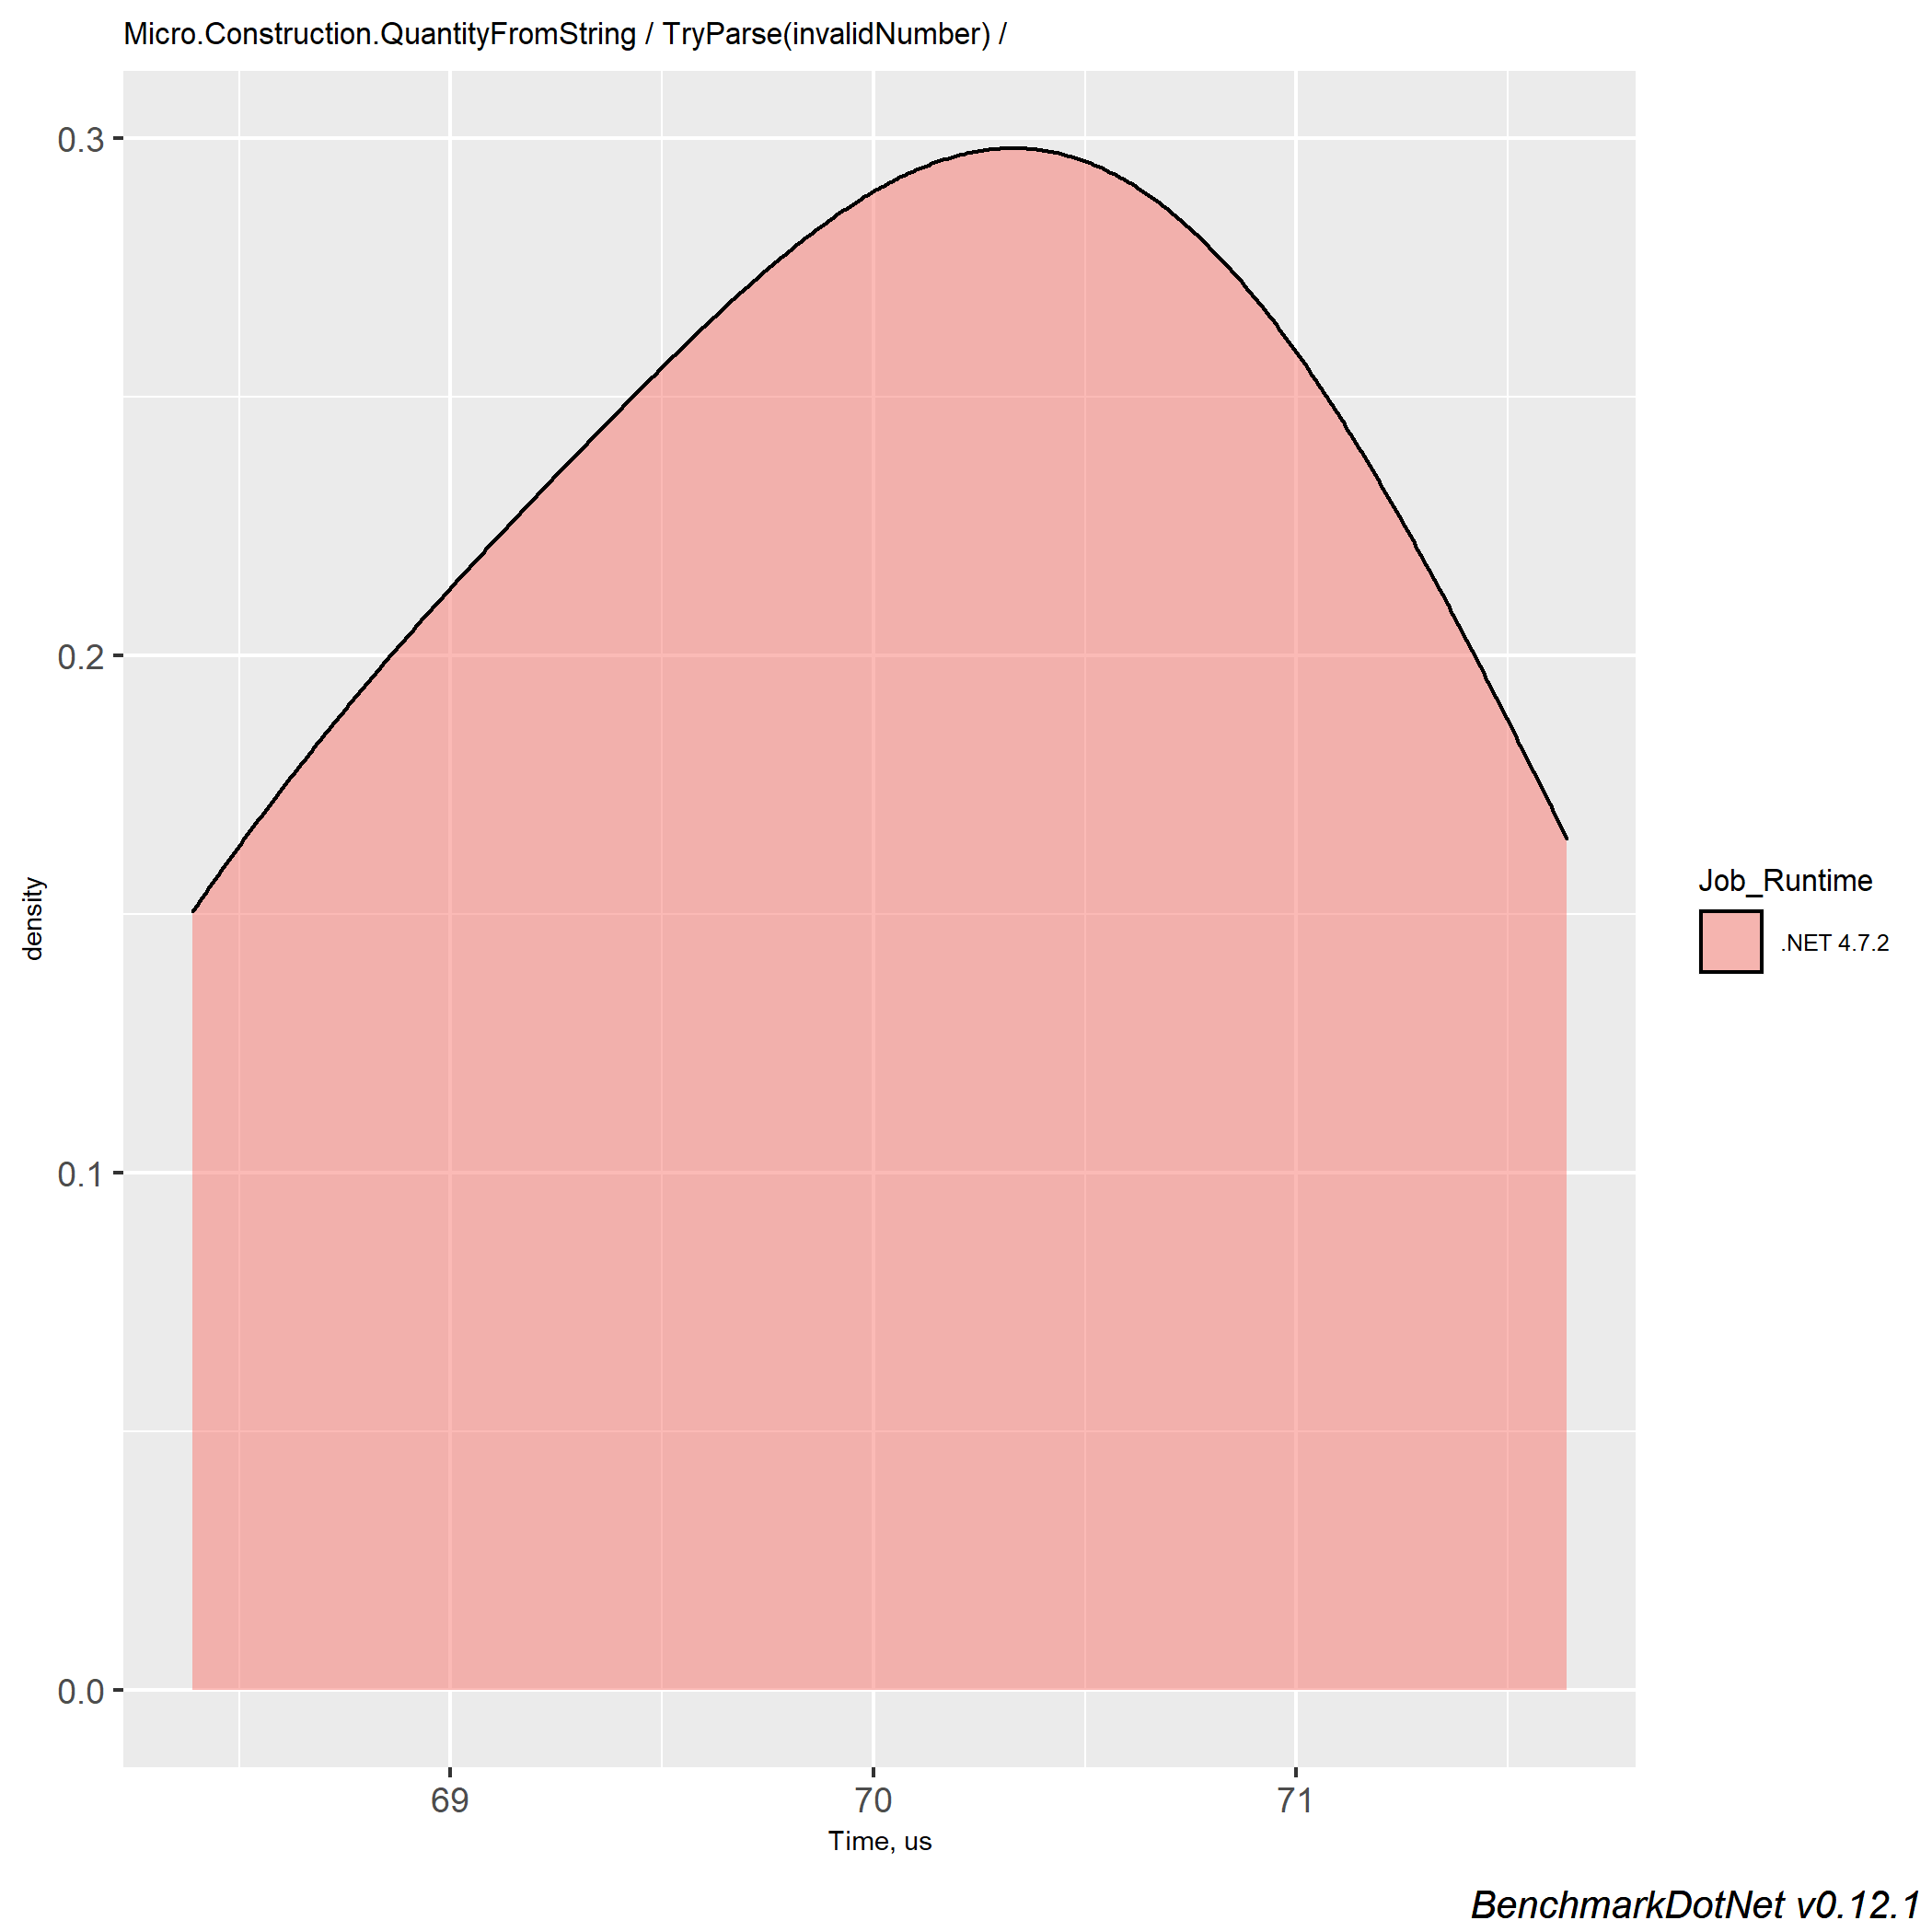 Micro.Construction.QuantityFromString / TryParse(invalidNumber) /
0.3
0.2
0.1
0.0
density
69
70
71
Time, us
Job_Runtime
.NET 4.7.2
BenchmarkDotNet v0.12.1